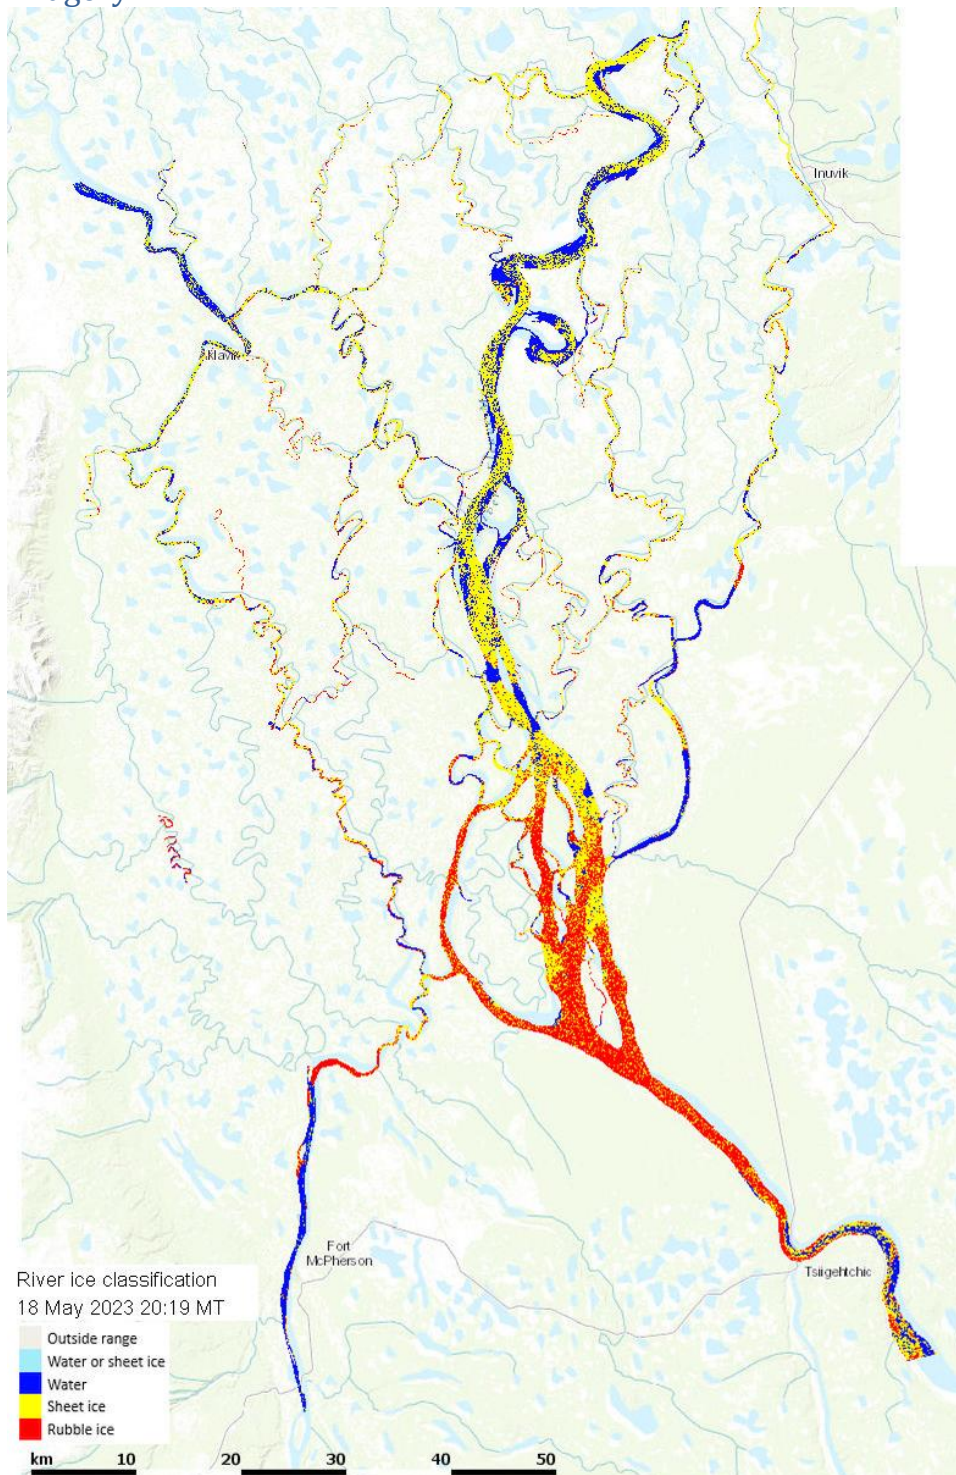 Inuvik
Aklavik
Fort
McPherson
Tsiigehtchic
River ice classification
18 May 2023 20:19 MT
Outside range
Water or sheet ice
Water
Sheet ice
Rubble ice
km 10 20 30 40 50